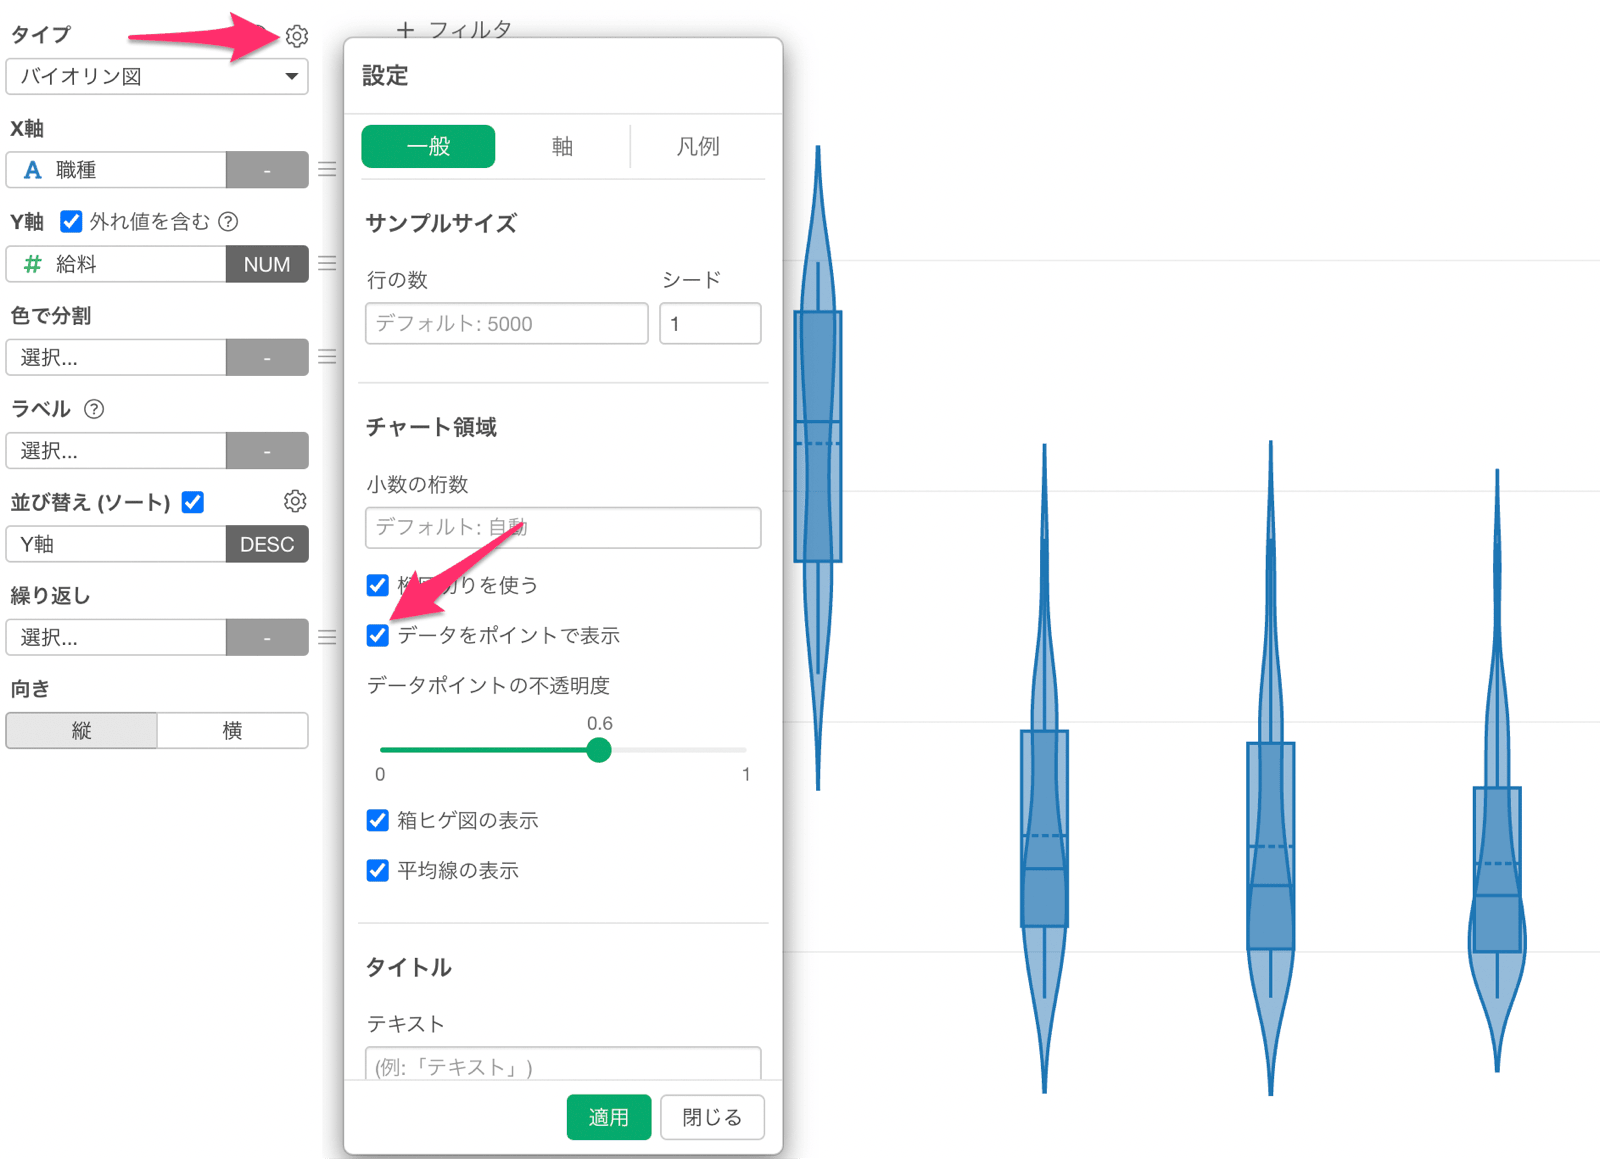 タイプ
バイオリン図
X軸
A 職種 -
Y軸 外れ値を含む ?
# 給料 NUM
色で分割
選択... -
ラベル ?
選択... -
並び替え (ソート)
Y軸 DESC
繰り返し
選択... -
向き
縦 横
+ フィルタ
設定
一般 軸 凡例
サンプルサイズ
行の数 シード
デフォルト: 5000 1
チャート領域
小数の桁数
デフォルト: 自動
桁区切りを使う
データをポイントで表示
データポイントの不透明度
0.6
0 1
箱ヒゲ図の表示
平均線の表示
タイトル
テキスト
(例:「テキスト」)
適用 閉じる